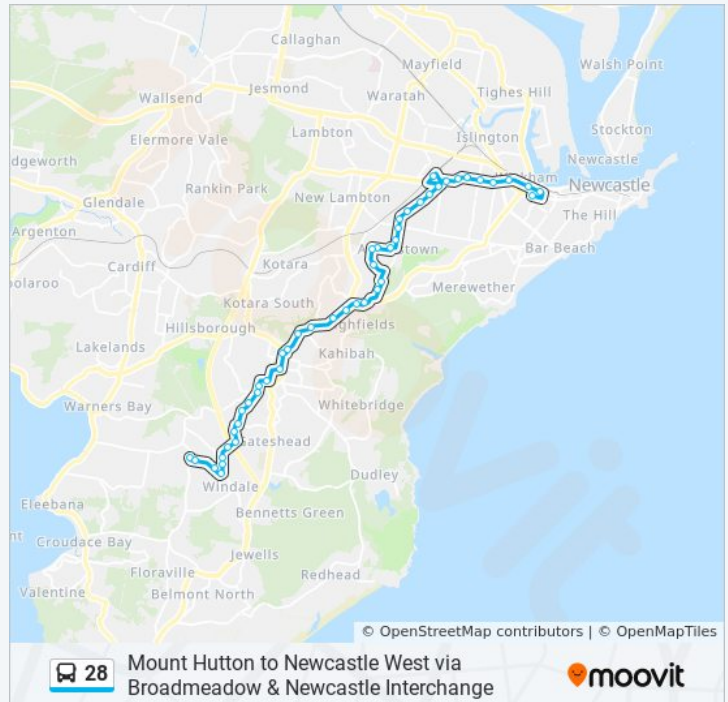 Callaghan
Walsh Point
Mayfield
Jesmond
Wallsend
Waratah
Tighes Hill
Lambton
Islington
Stockton
Elermore Vale
Newcastle
dgeworth
Rankin Park
Newcastle
New Lambton
Glendale
The Hill
Argenton
Bar Beach
Cardiff
Kotara
oolaroo
Merewether
Kotara South
Hillsborough
ghfields
Lakelands
Kahibah
Warners Bay
Whitebridge
ateshead
Dudley
Windale
Eleebana
Bennetts Green
nt
Croudace Bay
Jewells
Floraville
Redhead
Valentine
Belmont North
© OpenStreetMap contributors | © OpenMapTiles
28
Mount Hutton to Newcastle West via
Broadmeadow & Newcastle Interchange
moovit